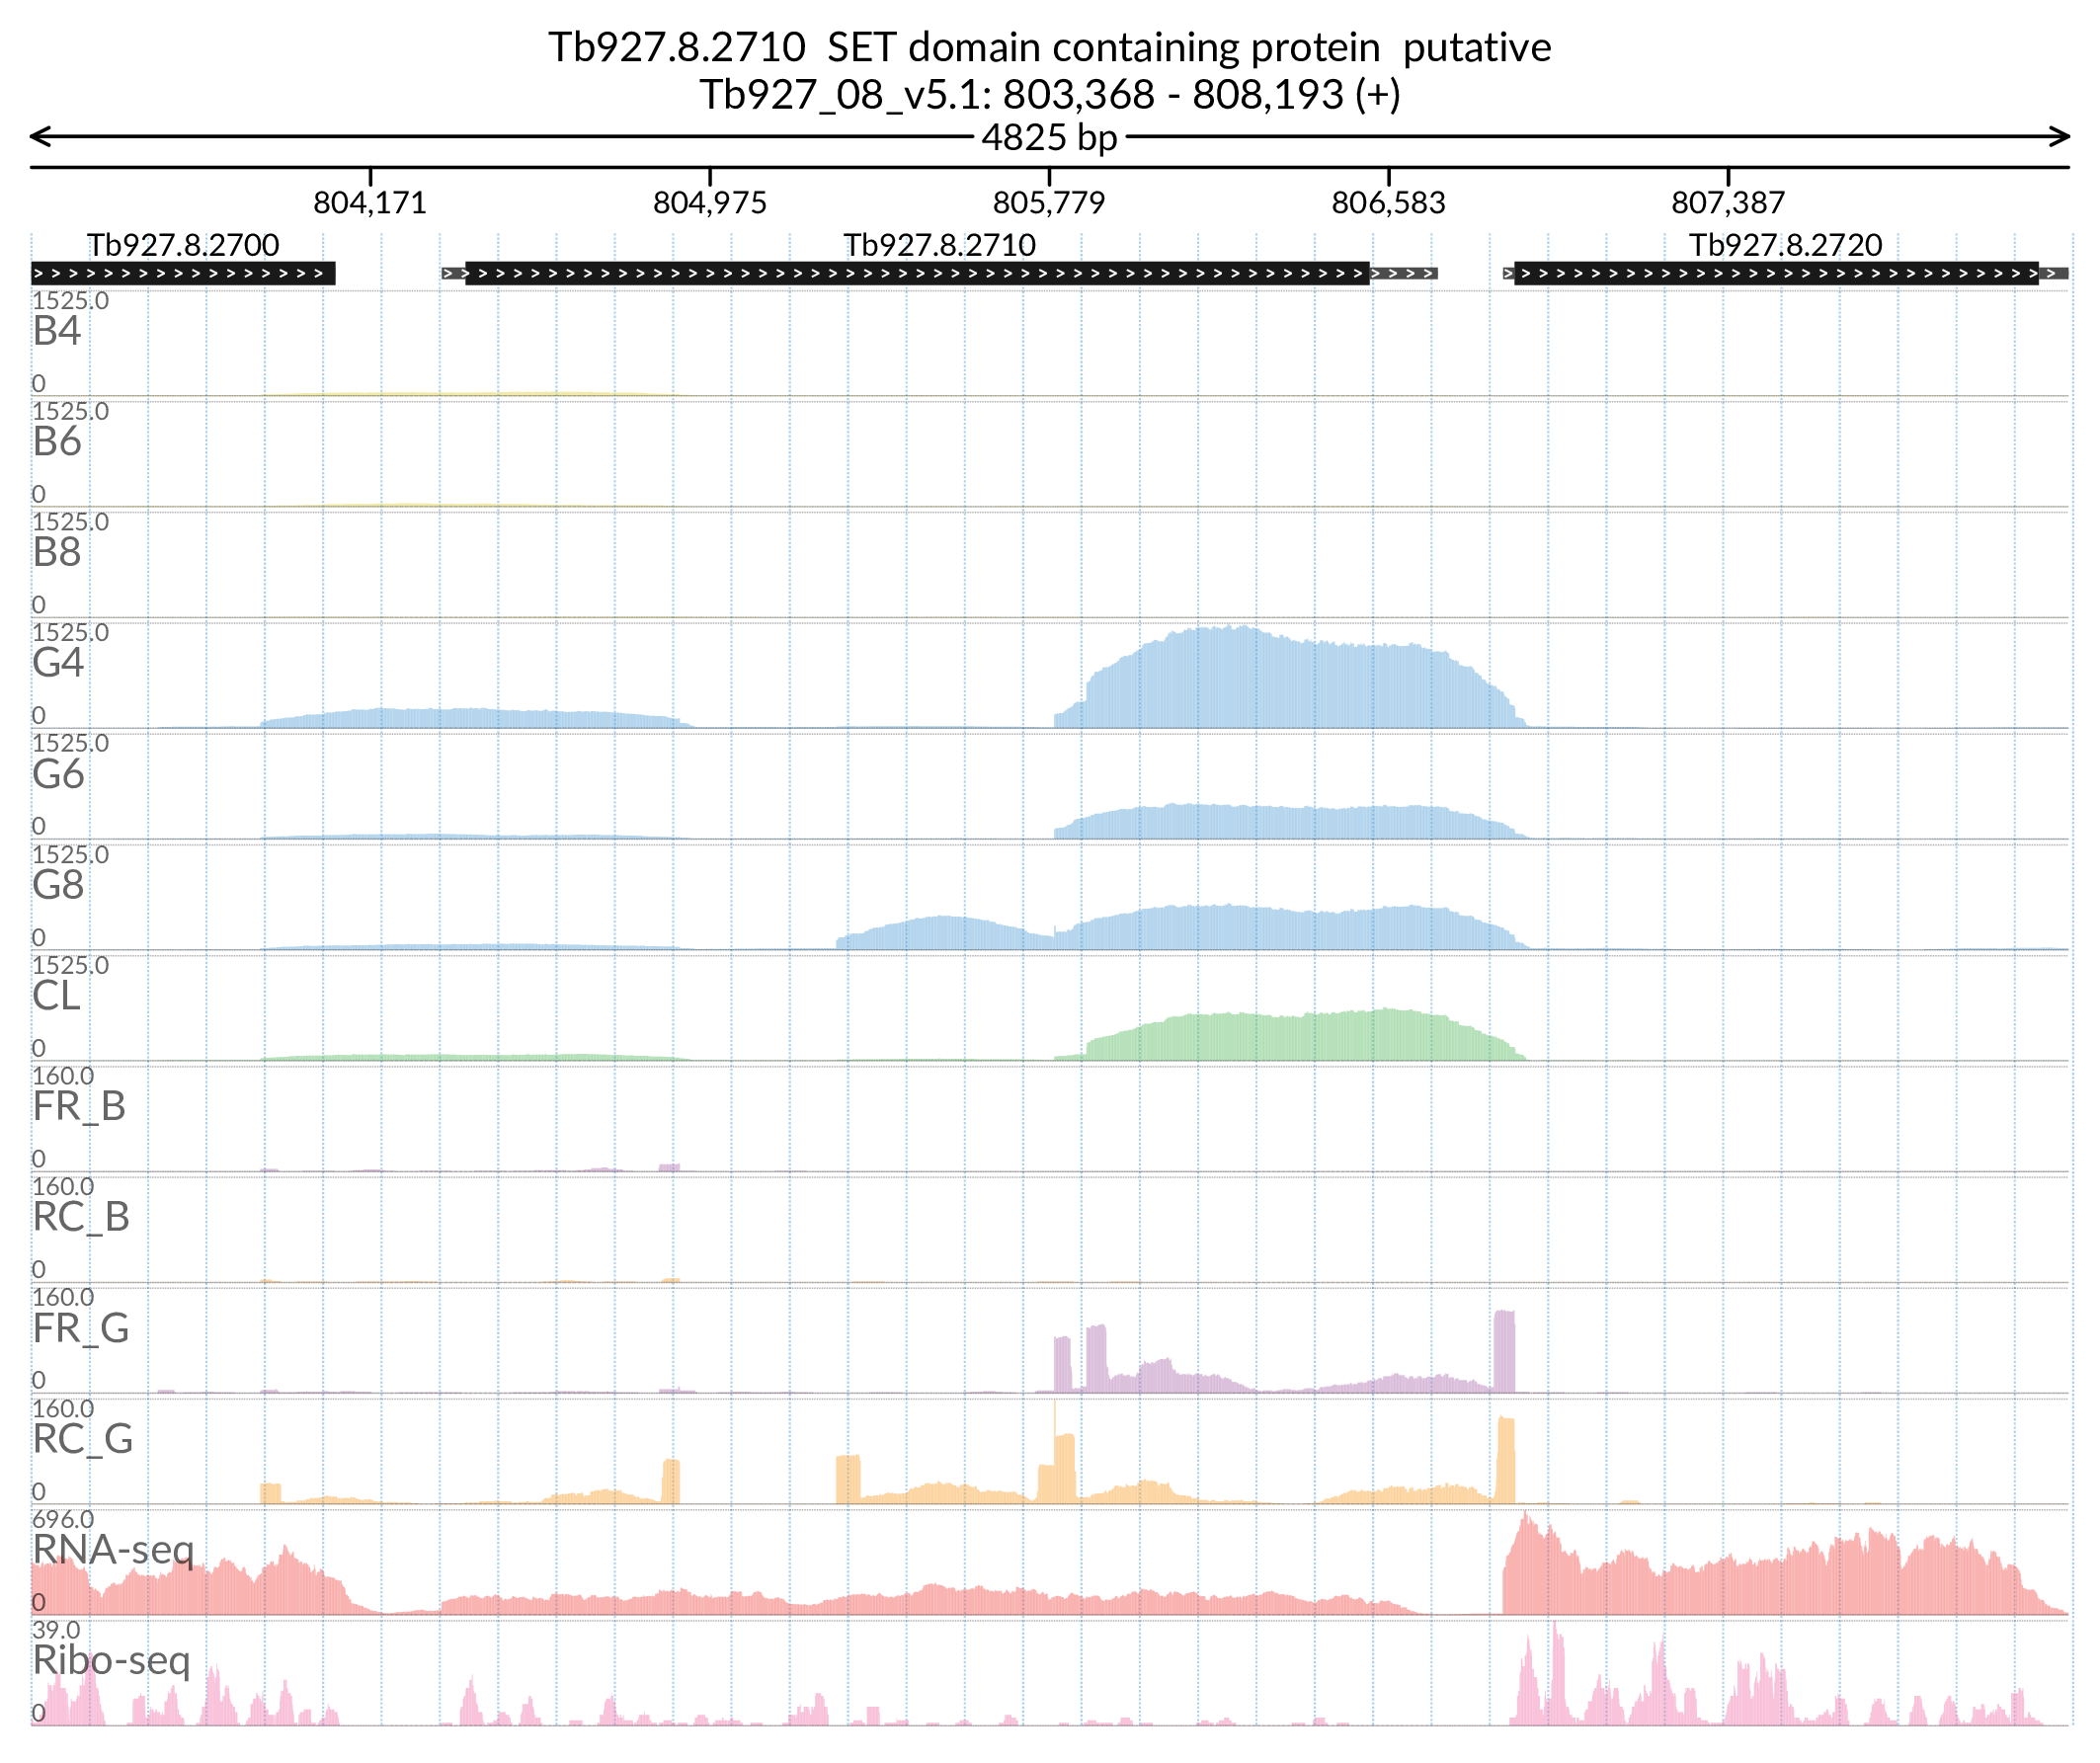 Tb927.8.2710  SET domain containing protein  putative
Tb927_08_v5.1: 803,368 - 808,193 (+)
4825 bp
804,171 804,975 805,779 806,583 807,387
Tb927.8.2700 Tb927.8.2710 Tb927.8.2720
1525.0
B4
0
1525.0
B6
0
1525.0
B8
0
1525.0
G4
0
1525.0
G6
0
1525.0
G8
0
1525.0
CL
0
160.0
FR_B
0
160.0
RC_B
0
160.0
FR_G
0
160.0
RC_G
0
696.0
RNA-seq
0
39.0
Ribo-seq
0